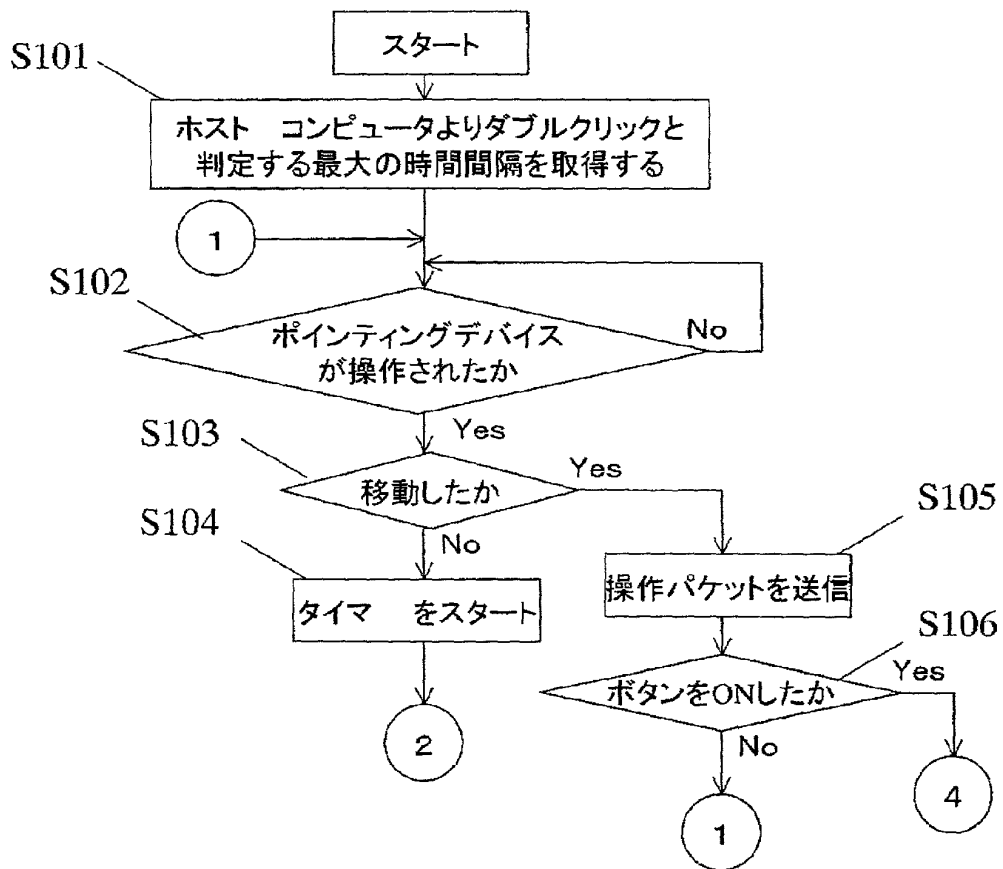 スタート
S101
ホスト コンピュータよりダブルクリックと
判定する最大の時間間隔を取得する
1
S102
ポインティングデバイス
が操作されたか
No
Yes
S103
移動したか
Yes
No
S104
タイマ をスタート
2
S105
操作パケットを送信
S106
ボタンをONしたか
Yes
No
4
1